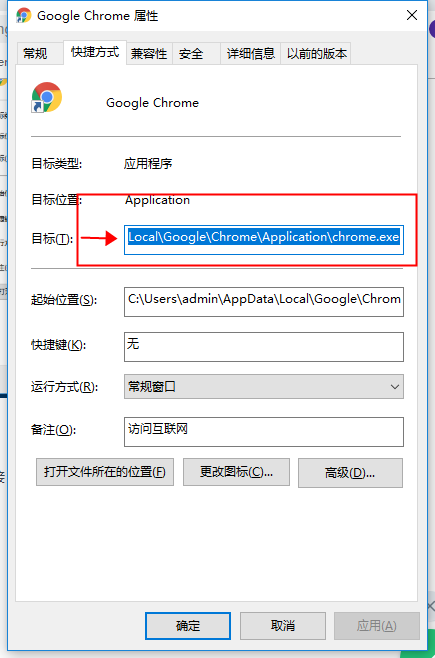 Google Chrome 属性
常规 快捷方式 兼容性 安全 详细信息 以前的版本
Google Chrome
目标类型: 应用程序
目标位置: Application
目标(T): Local\Google\Chrome\Application\chrome.exe
起始位置(S): C:\Users\admin\AppData\Local\Google\Chrom
快捷键(K): 无
运行方式(R): 常规窗口
备注(O): 访问互联网
打开文件所在的位置(F) 更改图标(C)... 高级(D)...
确定 取消 应用(A)